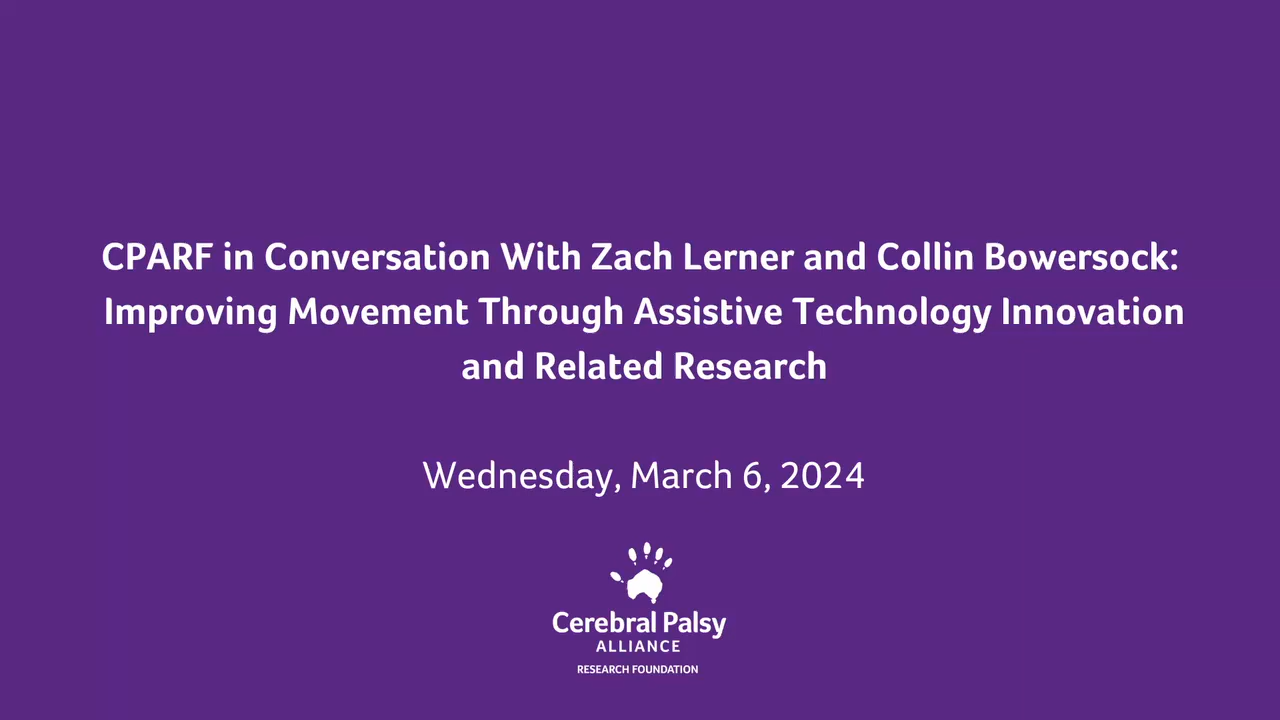 CPARF in Conversation With Zach Lerner and Collin Bowersock:
Improving Movement Through Assistive Technology Innovation
and Related Research
Wednesday, March 6, 2024
Cerebral Palsy
ALLIANCE
RESEARCH FOUNDATION